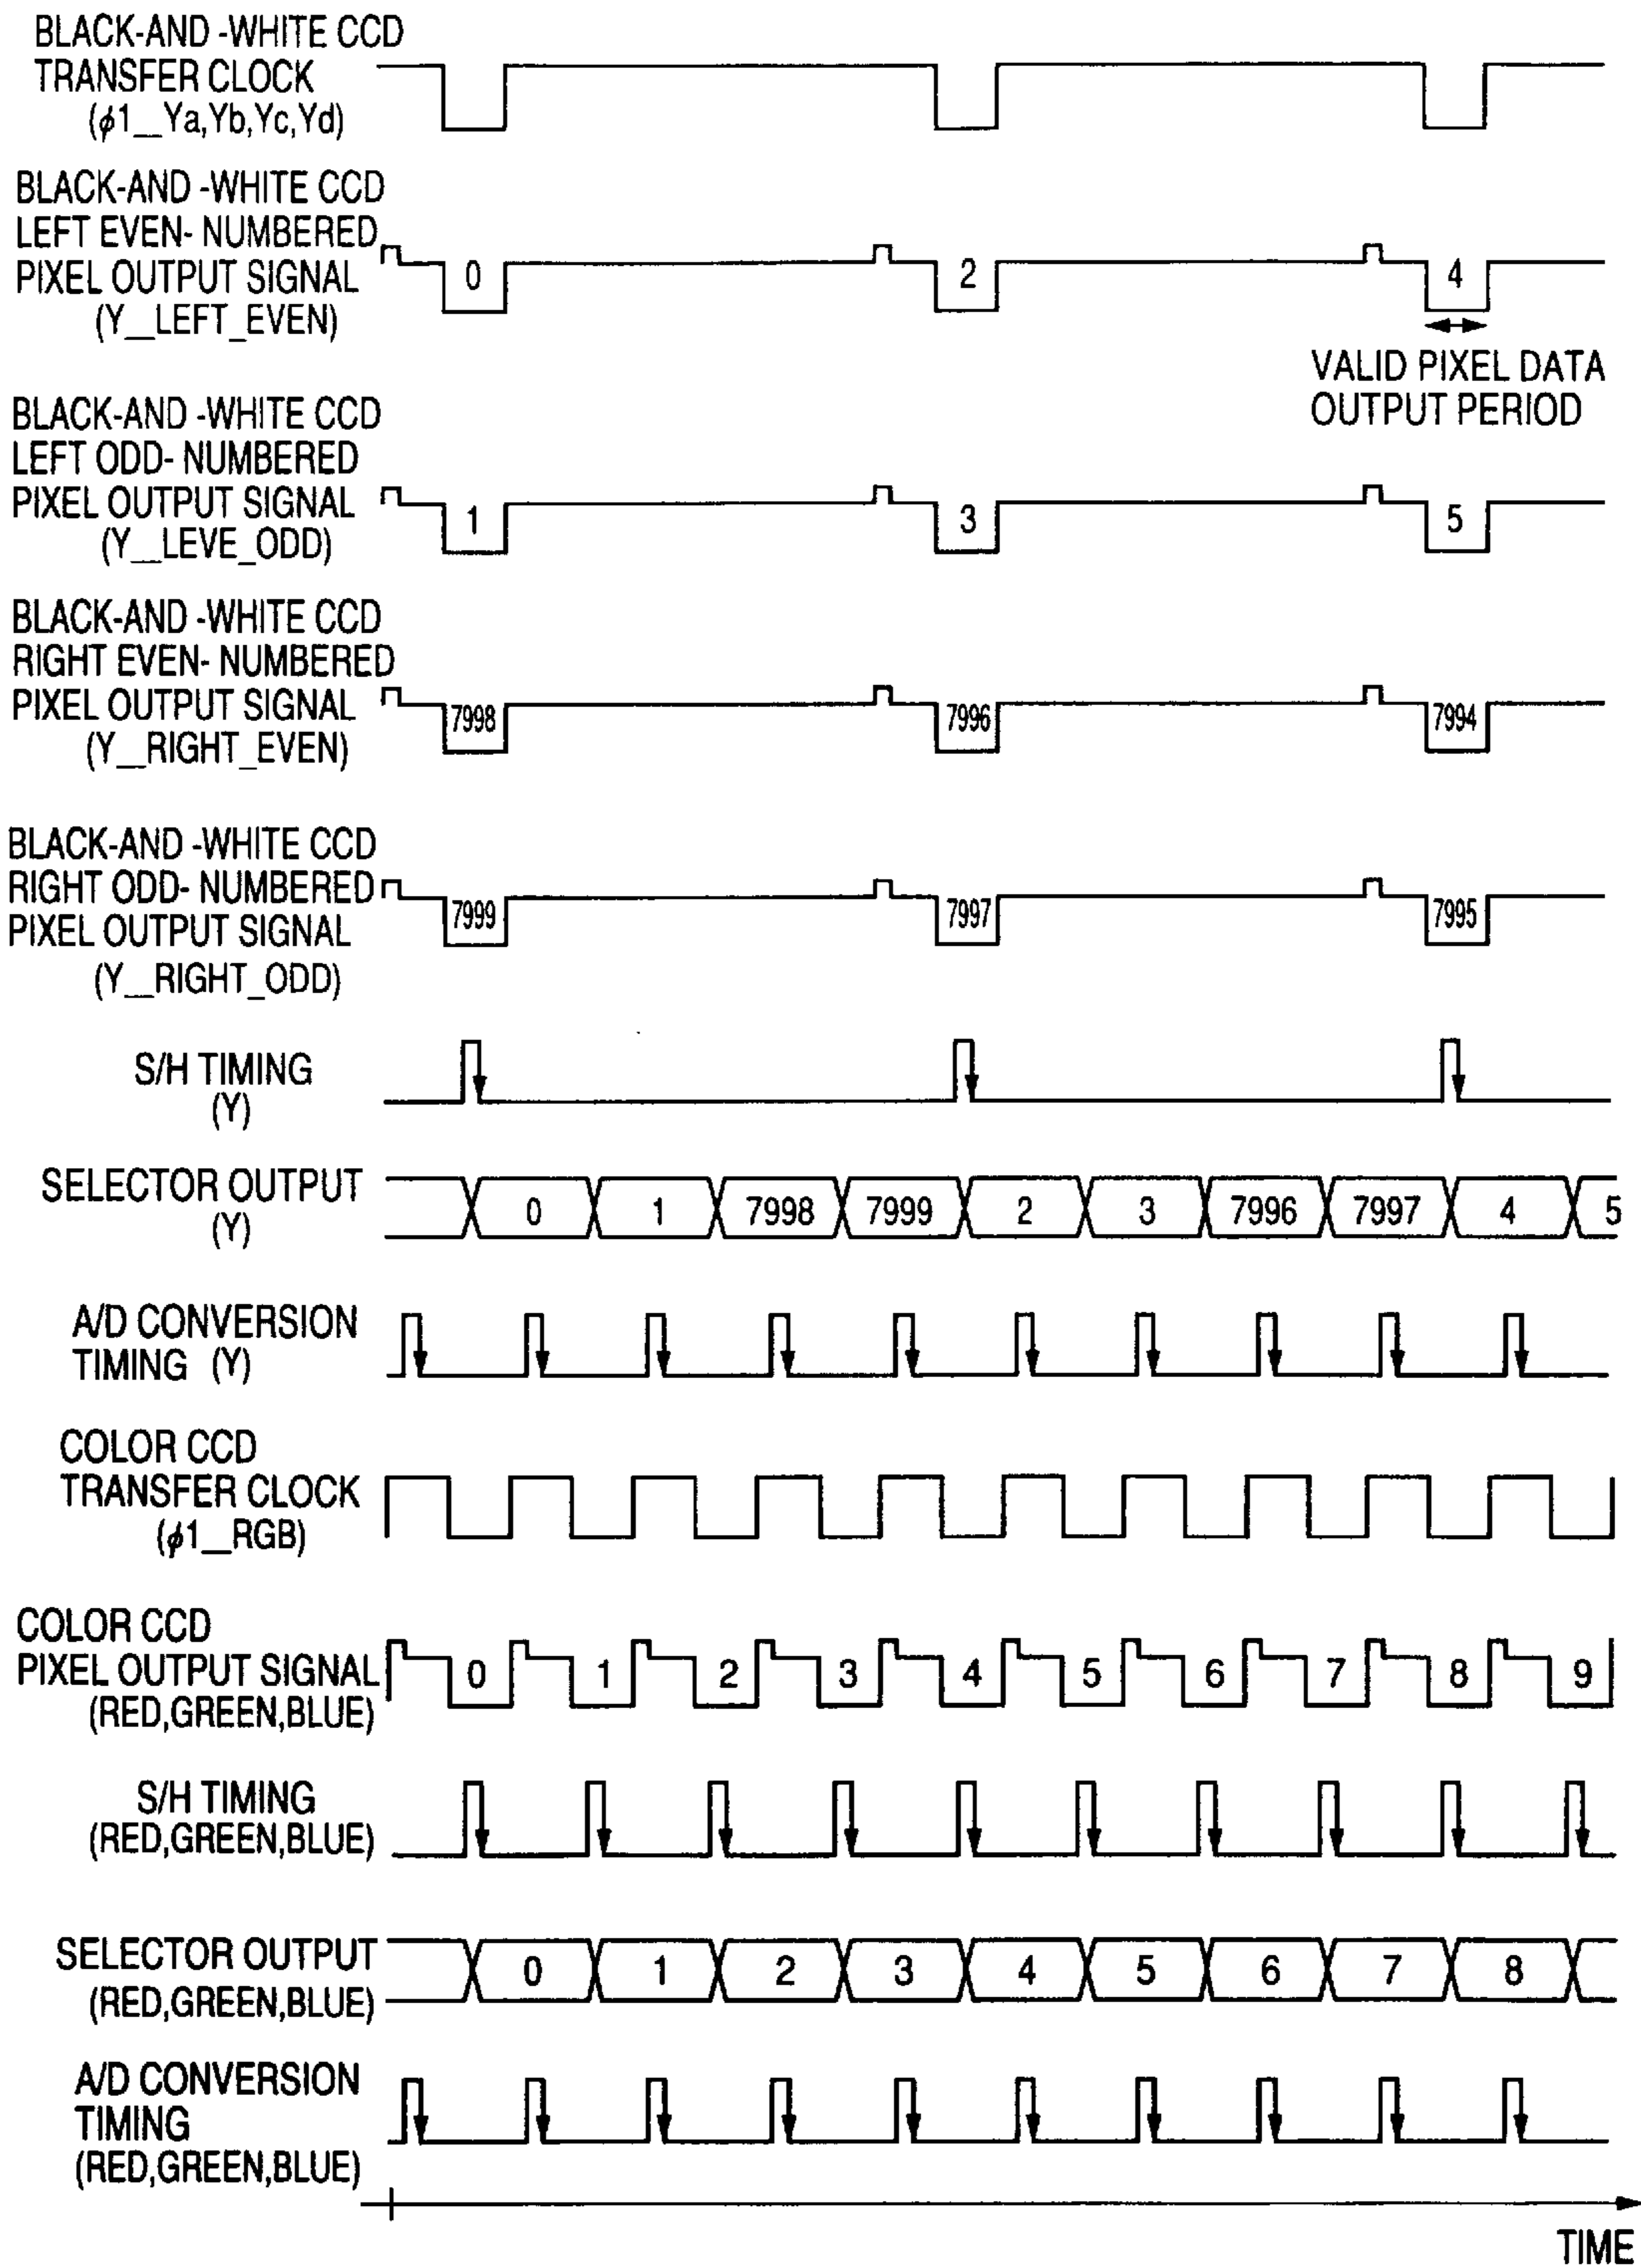 BLACK-AND -WHITE CCD
TRANSFER CLOCK
(ϕ1__Ya,Yb,Yc,Yd)
BLACK-AND -WHITE CCD
LEFT EVEN- NUMBERED
PIXEL OUTPUT SIGNAL
(Y__LEFT_EVEN)
0 2 4
VALID PIXEL DATA
OUTPUT PERIOD
BLACK-AND -WHITE CCD
LEFT ODD- NUMBERED
PIXEL OUTPUT SIGNAL
(Y__LEVE_ODD)
1 3 5
BLACK-AND -WHITE CCD
RIGHT EVEN- NUMBERED
PIXEL OUTPUT SIGNAL
(Y__RIGHT_EVEN)
7998 7996 7994
BLACK-AND -WHITE CCD
RIGHT ODD- NUMBERED
PIXEL OUTPUT SIGNAL
(Y__RIGHT_ODD)
7999 7997 7995
S/H TIMING
(Y)
SELECTOR OUTPUT
(Y)
0 1 7998 7999 2 3 7996 7997 4 5
A/D CONVERSION
TIMING (Y)
COLOR CCD
TRANSFER CLOCK
(ϕ1__RGB)
COLOR CCD
PIXEL OUTPUT SIGNAL
(RED,GREEN,BLUE)
0 1 2 3 4 5 6 7 8 9
S/H TIMING
(RED,GREEN,BLUE)
SELECTOR OUTPUT
(RED,GREEN,BLUE)
0 1 2 3 4 5 6 7 8
A/D CONVERSION
TIMING
(RED,GREEN,BLUE)
TIME